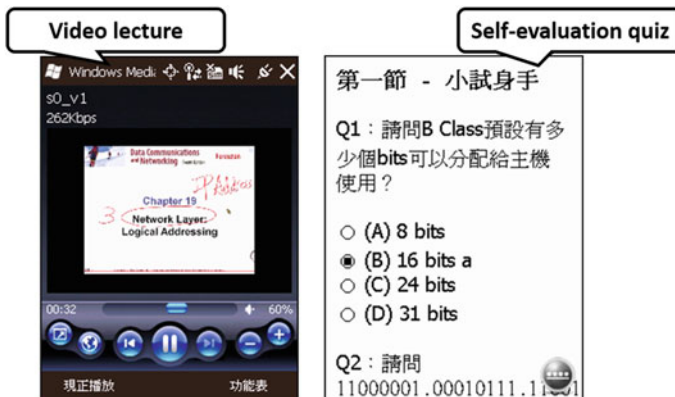 Video lecture
Self-evaluation quiz
Windows Medi
s0_v1
262Kbps
Data Communications
and Networking
Forouzan
IP Address
Chapter 19
3
Network Layer:
Logical Addressing
00:32
60%
現正播放
功能表
第一節 - 小試身手
Q1：請問B Class預設有多
少個bits可以分配給主機
使用？
(A) 8 bits
(B) 16 bits a
(C) 24 bits
(D) 31 bits
Q2：請問
11000001.00010111.11